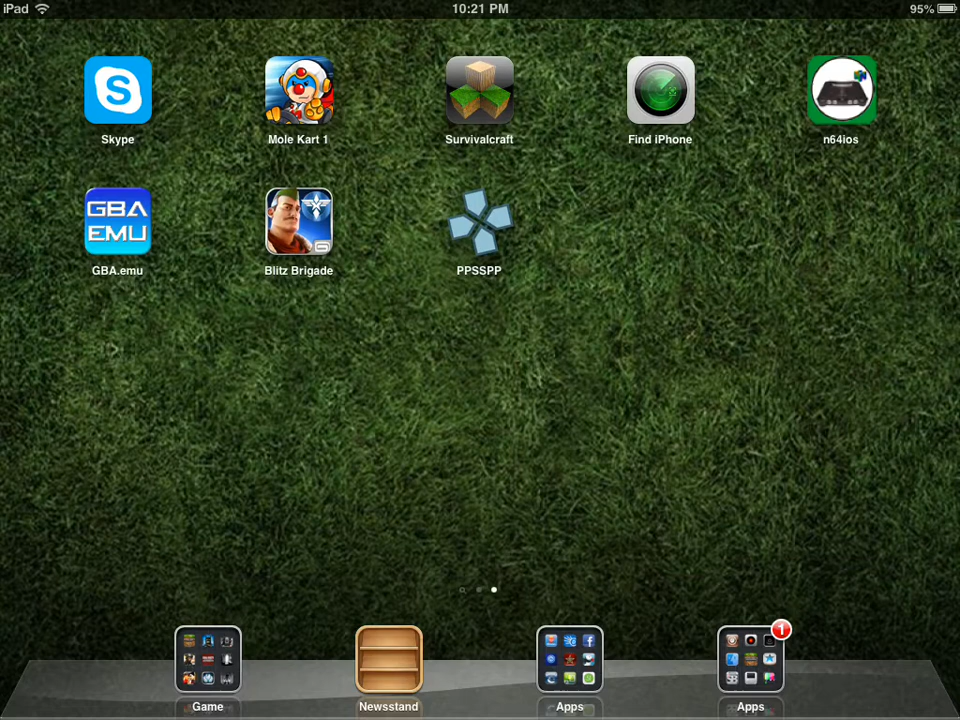 iPad
10:21 PM
95%
S
Skype
Mole Kart 1
Survivalcraft
Find iPhone
n64ios
GBA
EMU
GBA.emu
Blitz Brigade
PPSSPP
1
Game
Newsstand
Apps
Apps